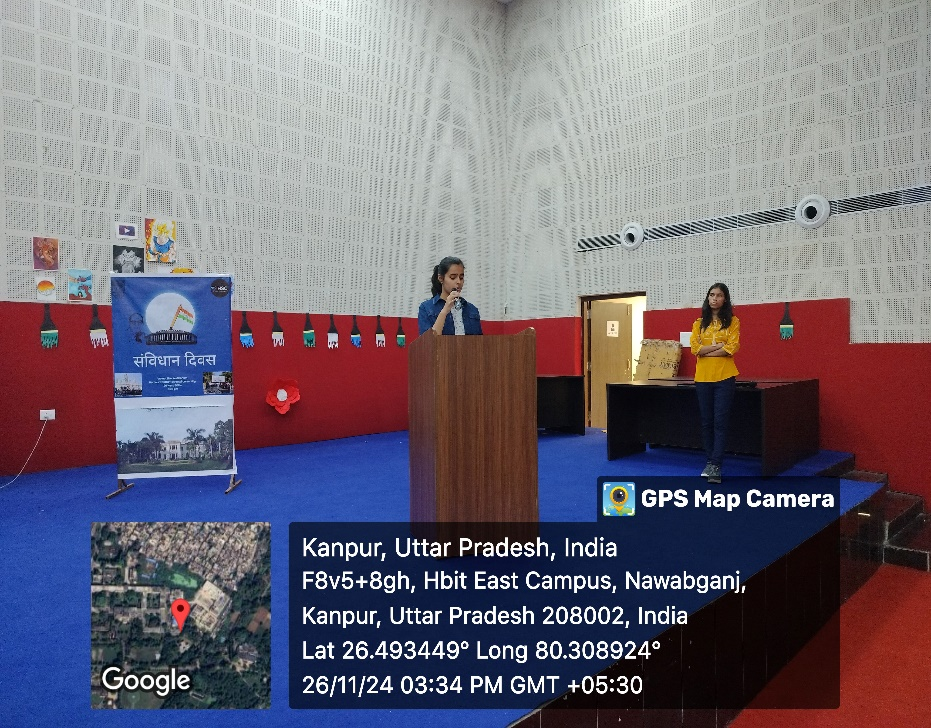 संविधान दिवस
GPS Map Camera
Kanpur, Uttar Pradesh, India
F8v5+8gh, Hbit East Campus, Nawabganj,
Kanpur, Uttar Pradesh 208002, India
Lat 26.493449° Long 80.308924°
26/11/24 03:34 PM GMT +05:30
Google